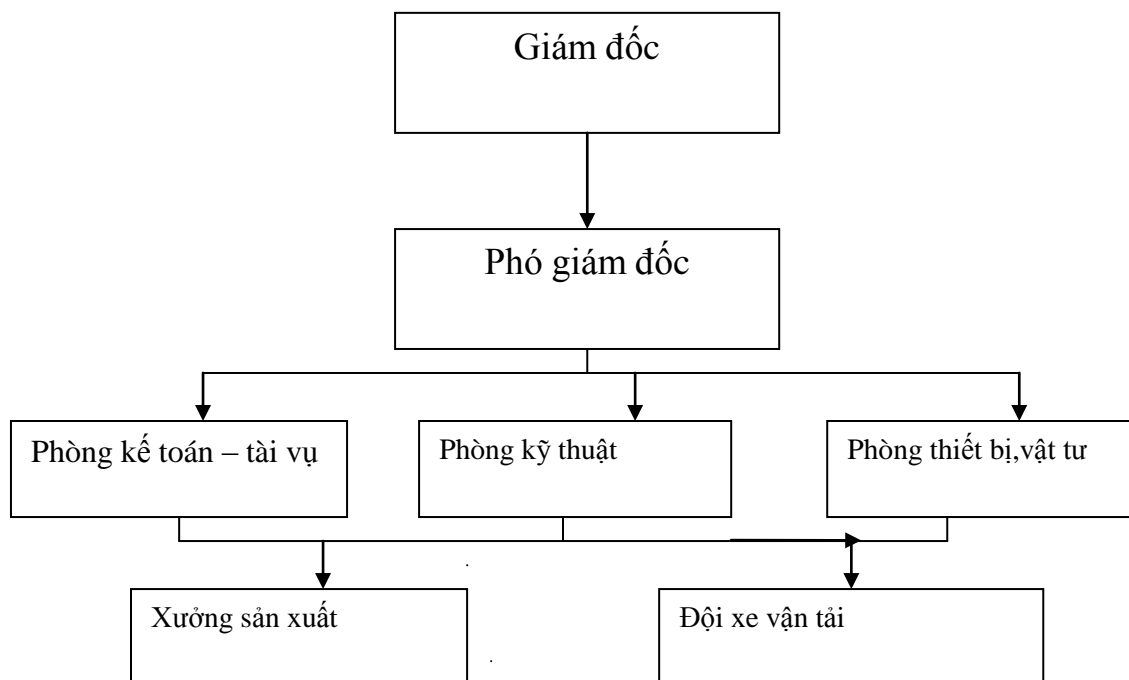 Giám đốc
Phó giám đốc
Phòng kế toán – tài vụ
Phòng kỹ thuật
Phòng thiết bị,vật tư
Xưởng sản xuất
Đội xe vận tải